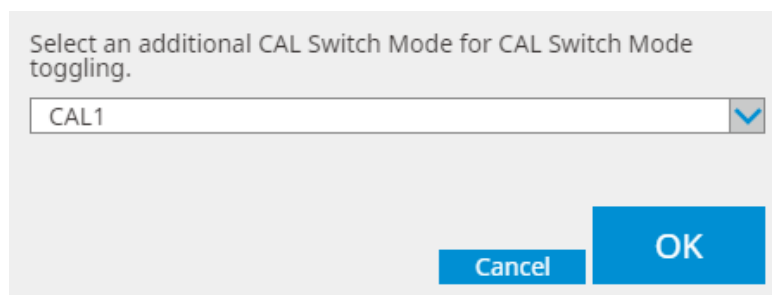 Select an additional CAL Switch Mode for CAL Switch Mode
toggling.
CAL1
Cancel
OK